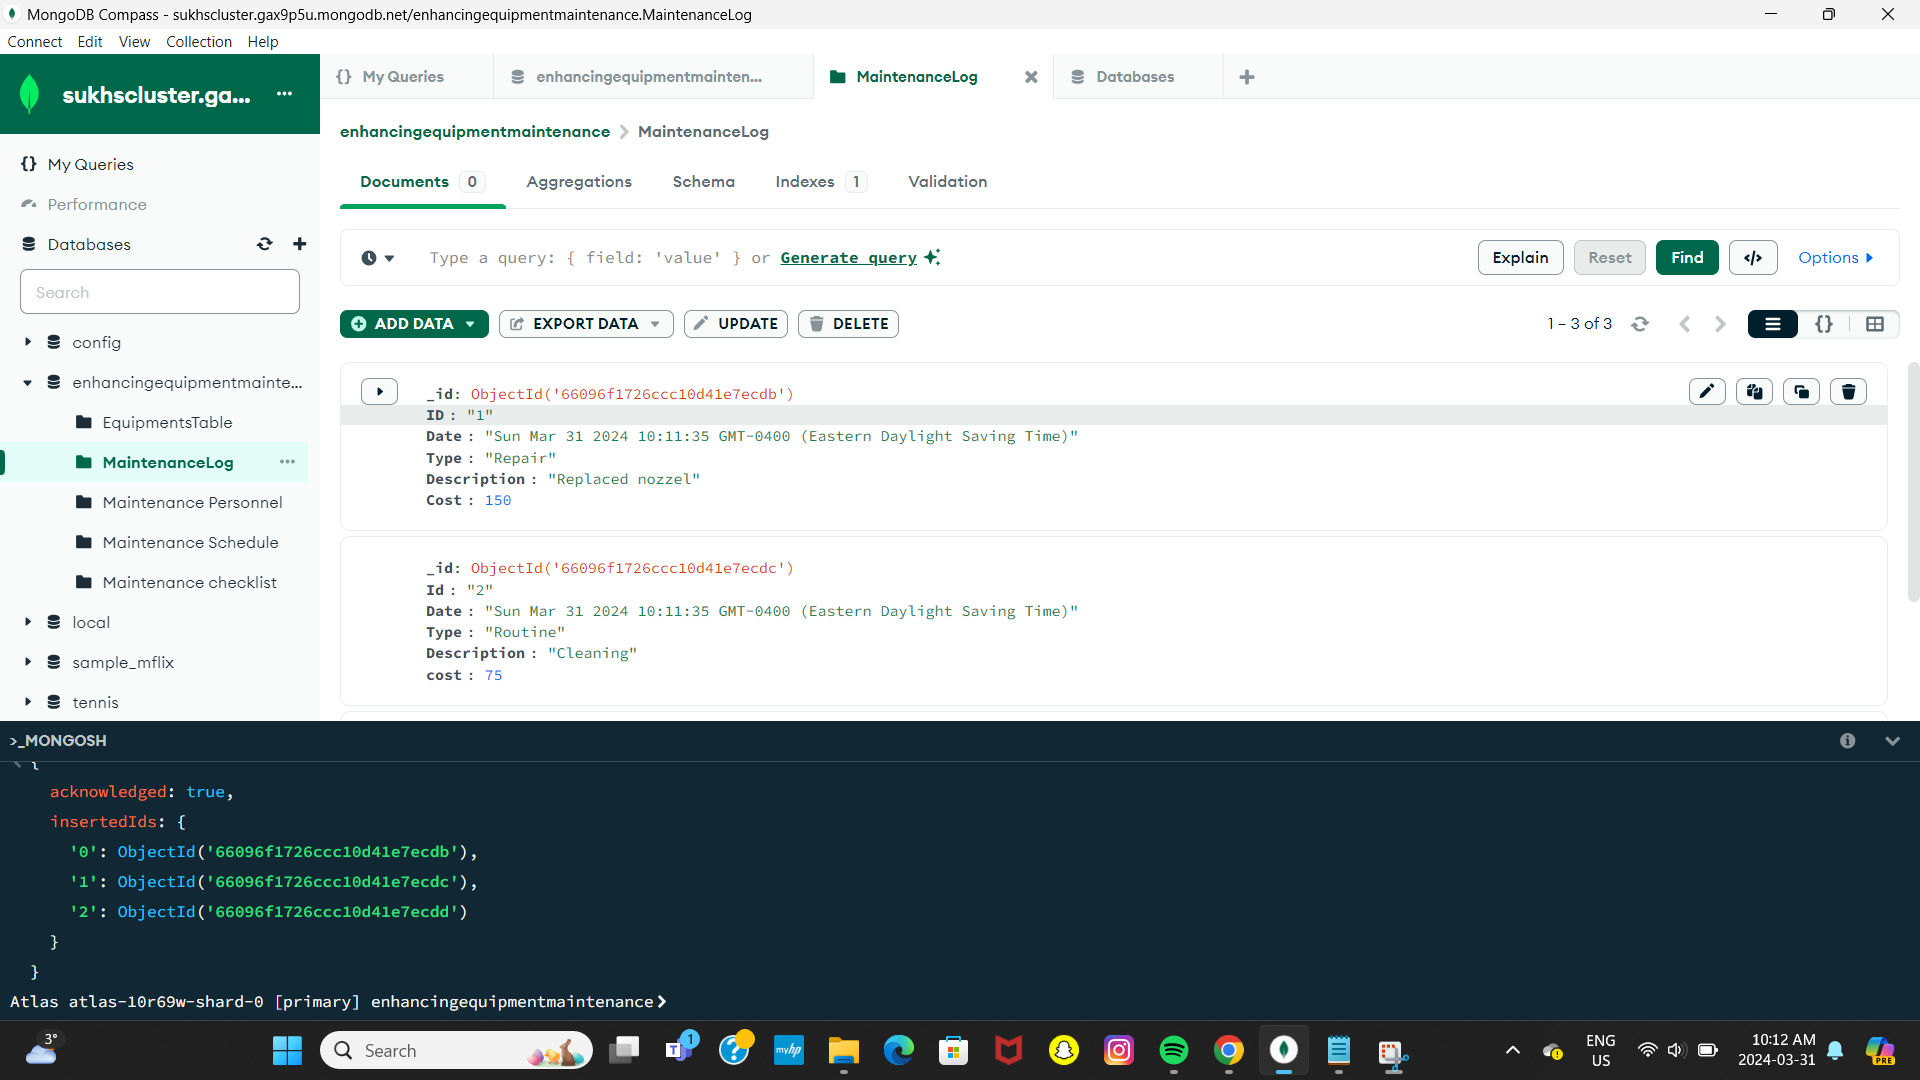 MongoDB Compass - sukhscluster.gax9p5u.mongodb.net/enhancingequipmentmaintenance.MaintenanceLog
Connect Edit View Collection Help
sukhscluster.ga... ...
{} My Queries
enhancingequipmentmainten...
MaintenanceLog
Databases
enhancingequipmentmaintenance > MaintenanceLog
My Queries
Performance
Databases
Search
config
enhancingequipmentmainte...
EquipmentsTable
MaintenanceLog ...
Maintenance Personnel
Maintenance Schedule
Maintenance checklist
local
sample_mflix
tennis
Documents 0 Aggregations Schema Indexes 1 Validation
Type a query: { field: 'value' } or Generate query
Explain Reset Find </> Options
ADD DATA EXPORT DATA UPDATE DELETE
1 – 3 of 3 {}
_id: ObjectId('66096f1726ccc10d41e7ecdb')
ID : "1"
Date : "Sun Mar 31 2024 10:11:35 GMT-0400 (Eastern Daylight Saving Time)"
Type : "Repair"
Description : "Replaced nozzel"
Cost : 150
_id: ObjectId('66096f1726ccc10d41e7ecdc')
Id : "2"
Date : "Sun Mar 31 2024 10:11:35 GMT-0400 (Eastern Daylight Saving Time)"
Type : "Routine"
Description : "Cleaning"
cost : 75
>_MONGOSH
{
acknowledged: true,
insertedIds: {
'0': ObjectId('66096f1726ccc10d41e7ecdb'),
'1': ObjectId('66096f1726ccc10d41e7ecdc'),
'2': ObjectId('66096f1726ccc10d41e7ecdd')
}
}
Atlas atlas-10r69w-shard-0 [primary] enhancingequipmentmaintenance>
3°
Search
1
myhp
ENG
US
10:12 AM
2024-03-31
PRE